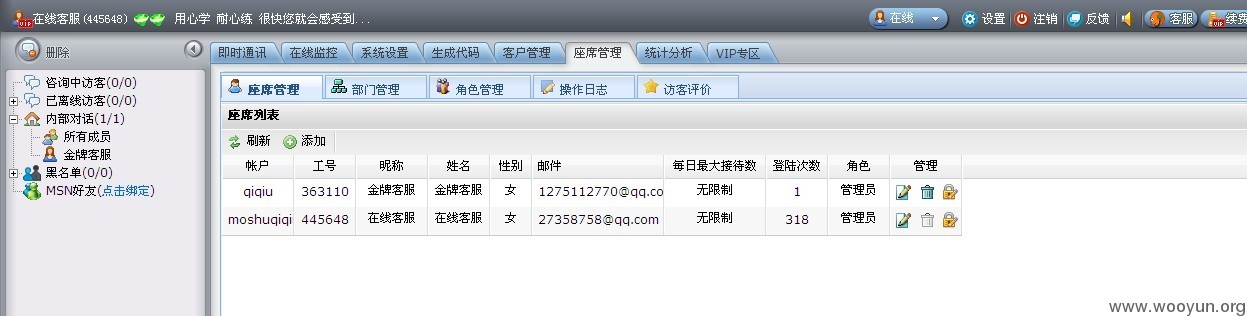 在线客服 (445648) 用心学 耐心练 很快您就会感受到... 在线 设置 注销 反馈 客服 续费
删除 即时通讯 在线监控 系统设置 生成代码 客户管理 座席管理 统计分析 VIP专区
咨询中访客(0/0)
已离线访客(0/0)
内部对话(1/1)
所有成员
金牌客服
黑名单(0/0)
MSN好友(点击绑定)
座席管理 部门管理 角色管理 操作日志 访客评价
座席列表
刷新 添加
帐户 工号 昵称 姓名 性别 邮件 每日最大接待数 登陆次数 角色 管理
qiqiu 363110 金牌客服 金牌客服 女 1275112770@qq.co 无限制 1 管理员
moshuqiqi 445648 在线客服 在线客服 女 27358758@qq.com 无限制 318 管理员
www.wooyun.org